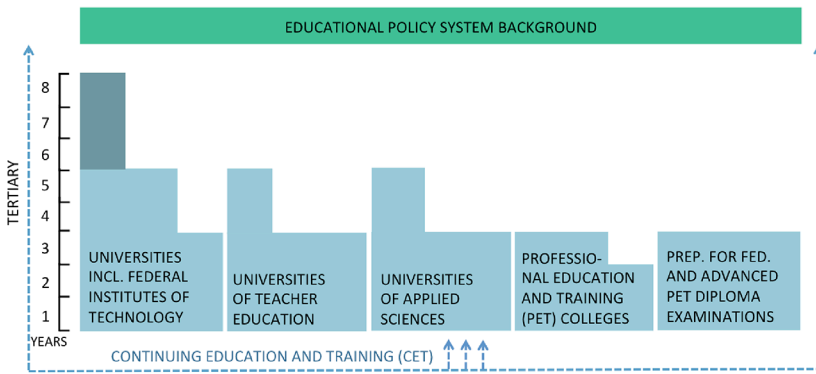 EDUCATIONAL POLICY SYSTEM BACKGROUND
TERTIARY
8
7
6
5
4
3
2
1
YEARS
UNIVERSITIES
INCL. FEDERAL
INSTITUTES OF
TECHNOLOGY
UNIVERSITIES
OF TEACHER
EDUCATION
UNIVERSITIES
OF APPLIED
SCIENCES
PROFESSIO-
NAL EDUCATION
AND TRAINING
(PET) COLLEGES
PREP. FOR FED.
AND ADVANCED
PET DIPLOMA
EXAMINATIONS
CONTINUING EDUCATION AND TRAINING (CET)